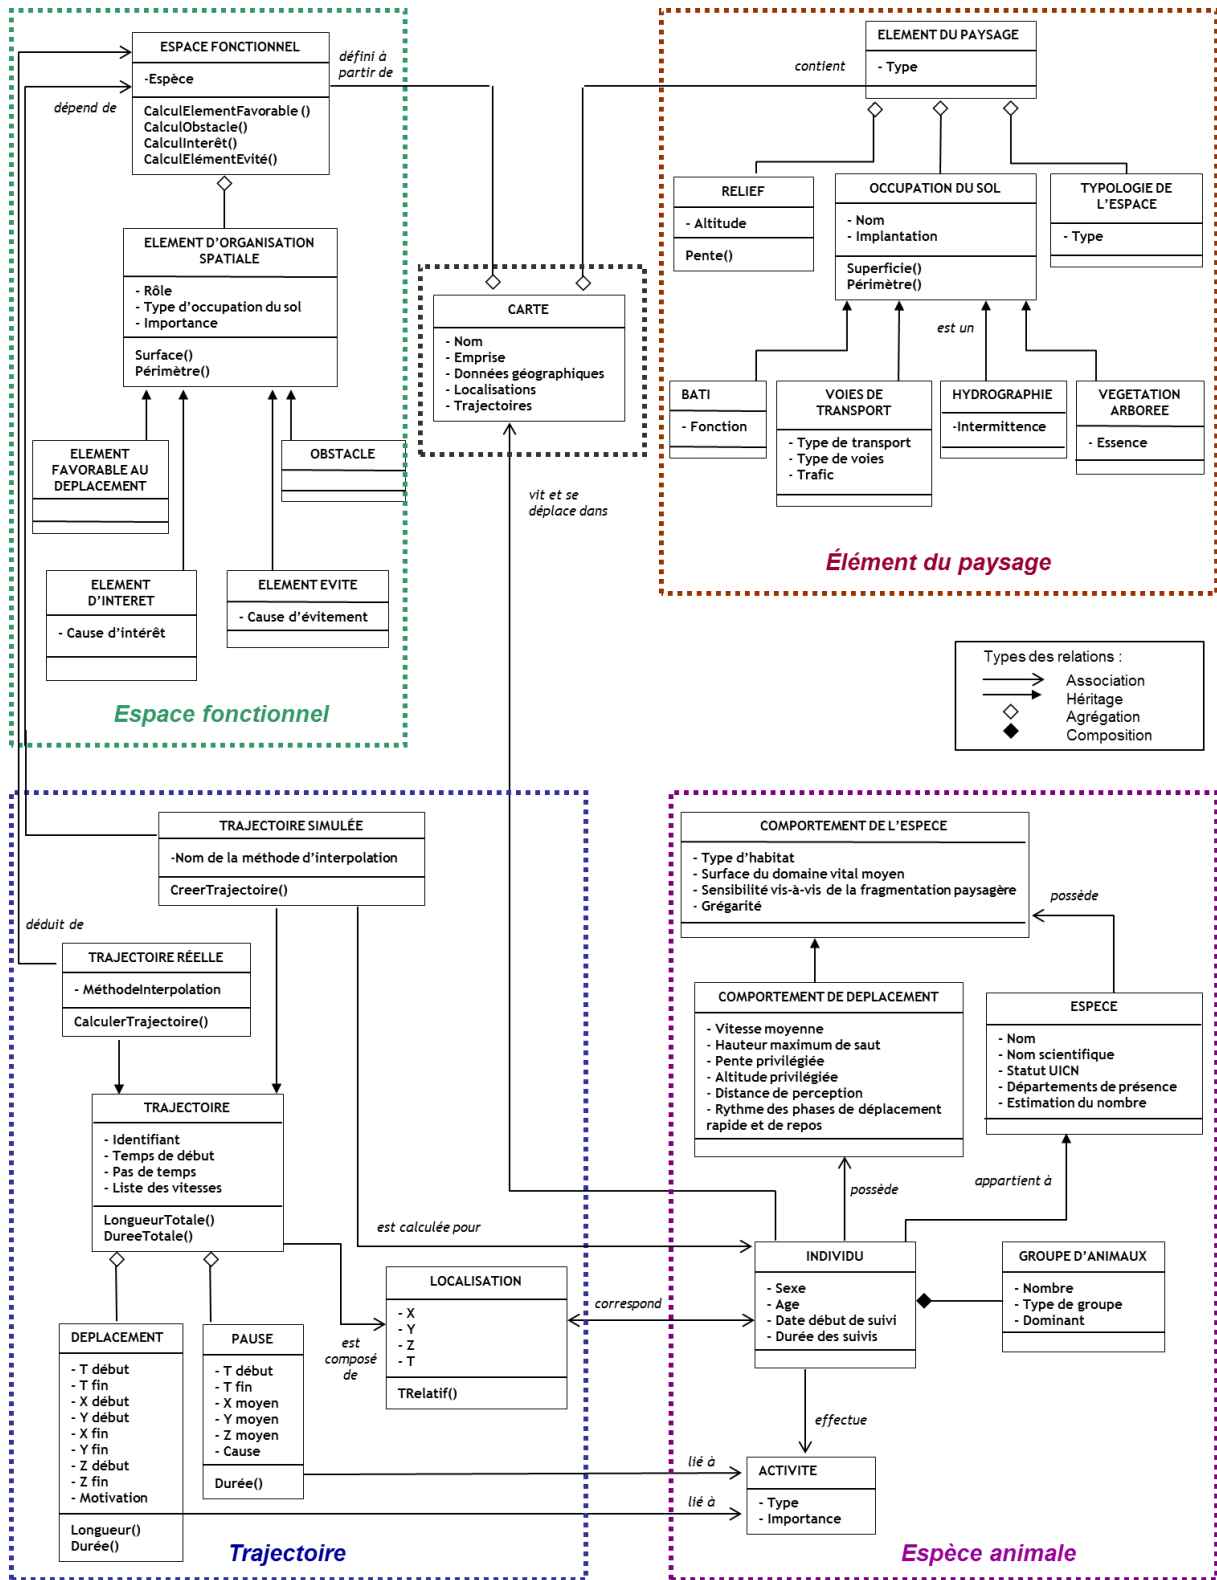 ESPACE FONCTIONNEL
-Espèce
CalculElementFavorable ()
CalculObstacle()
CalculInterêt()
CalculElémentEvité()
dépend de
défini à
partir de
ELEMENT D'ORGANISATION
SPATIALE
- Rôle
- Type d'occupation du sol
- Importance
Surface()
Périmètre()
ELEMENT
FAVORABLE AU
DEPLACEMENT
OBSTACLE
ELEMENT
D'INTERET
- Cause d'intérêt
ELEMENT EVITE
- Cause d'évitement
Espace fonctionnel
CARTE
- Nom
- Emprise
- Données géographiques
- Localisations
- Trajectoires
vit et se
déplace dans
contient
ELEMENT DU PAYSAGE
- Type
RELIEF
- Altitude
Pente()
OCCUPATION DU SOL
- Nom
- Implantation
Superficie()
Périmètre()
TYPOLOGIE DE
L'ESPACE
- Type
est un
BATI
- Fonction
VOIES DE
TRANSPORT
- Type de transport
- Type de voies
- Trafic
HYDROGRAPHIE
-Intermittence
VEGETATION
ARBOREE
- Essence
Élément du paysage
Types des relations :
Association
Héritage
Agrégation
Composition
TRAJECTOIRE SIMULÉE
-Nom de la méthode d'interpolation
CreerTrajectoire()
déduit de
TRAJECTOIRE RÉELLE
- MéthodeInterpolation
CalculerTrajectoire()
TRAJECTOIRE
- Identifiant
- Temps de début
- Pas de temps
- Liste des vitesses
LongueurTotale()
DureeTotale()
est calculée pour
LOCALISATION
- X
- Y
- Z
- T
TRelatif()
est
composé
de
correspond
DEPLACEMENT
- T début
- T fin
- X début
- Y début
- X fin
- Y fin
- Z début
- Z fin
- Motivation
Longueur()
Durée()
PAUSE
- T début
- T fin
- X moyen
- Y moyen
- Z moyen
- Cause
Durée()
lié à
lié à
Trajectoire
COMPORTEMENT DE L'ESPECE
- Type d'habitat
- Surface du domaine vital moyen
- Sensibilité vis-à-vis de la fragmentation paysagère
- Grégarité
possède
COMPORTEMENT DE DEPLACEMENT
- Vitesse moyenne
- Hauteur maximum de saut
- Pente privilégiée
- Altitude privilégiée
- Distance de perception
- Rythme des phases de déplacement
rapide et de repos
ESPECE
- Nom
- Nom scientifique
- Statut UICN
- Départements de présence
- Estimation du nombre
possède
appartient à
INDIVIDU
- Sexe
- Age
- Date début de suivi
- Durée des suivis
GROUPE D'ANIMAUX
- Nombre
- Type de groupe
- Dominant
effectue
ACTIVITE
- Type
- Importance
Espèce animale